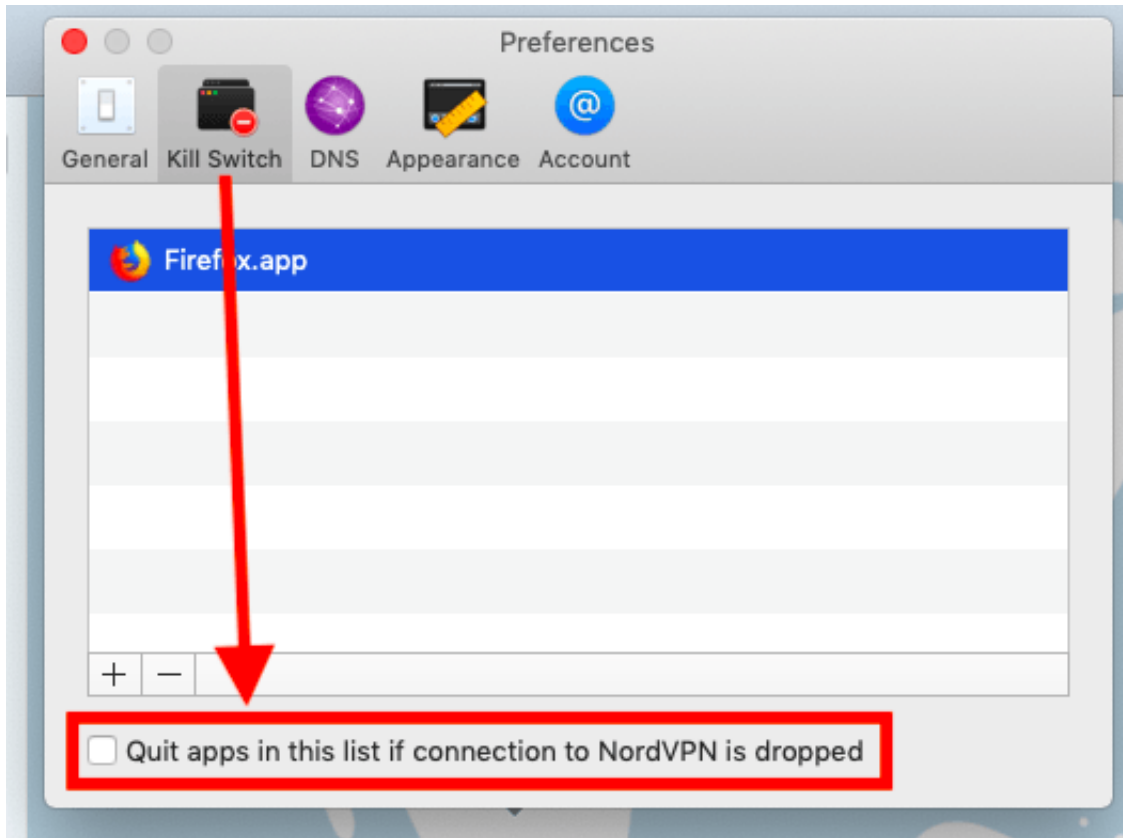 Preferences
General Kill Switch DNS Appearance Account
Firefox.app
Quit apps in this list if connection to NordVPN is dropped